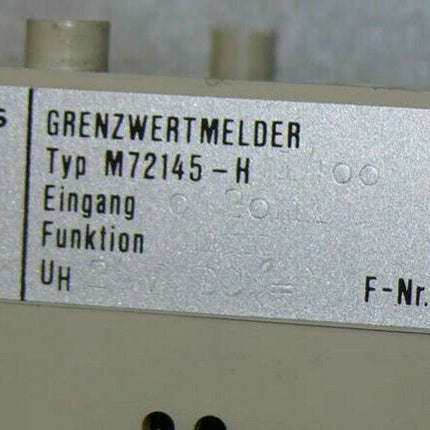 s
GRENZWERTMELDER
Typ M72145-H
Eingang
Funktion
UH
F-Nr.